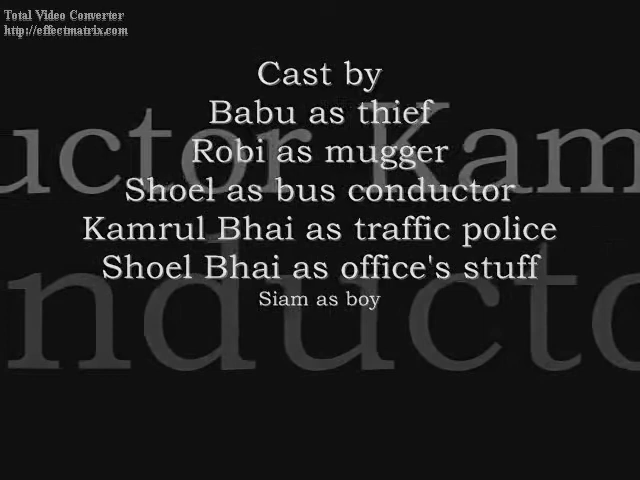 Total Video Converter
http://effectmatrix.com
Cast by
Babu as thief
Robi as mugger
Shoel as bus conductor
Kamrul Bhai as traffic police
Shoel Bhai as office's stuff
Siam as boy